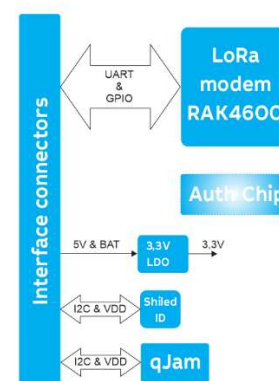 Interface connectors
UART
&
GPIO
LoRa
modem
RAK4600
Auth Chip
5V & BAT
3,3V
LDO
3,3V
I2C & VDD
Shiled
ID
I2C & VDD
qJam